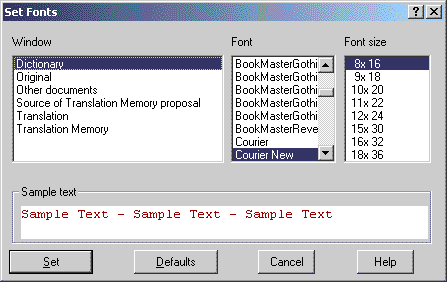 Set Fonts
Window
Dictionary
Original
Other documents
Source of Translation Memory proposal
Translation
Translation Memory
Font
BookMasterGothi
BookMasterGothi
BookMasterGothi
BookMasterGothi
BookMasterGothi
BookMasterReve
Courier
Courier New
Font size
8x 16
9x 18
10x 20
11x 22
12x 24
15x 30
16x 32
18x 36
Sample text
Sample Text - Sample Text - Sample Text
Set
Defaults
Cancel
Help